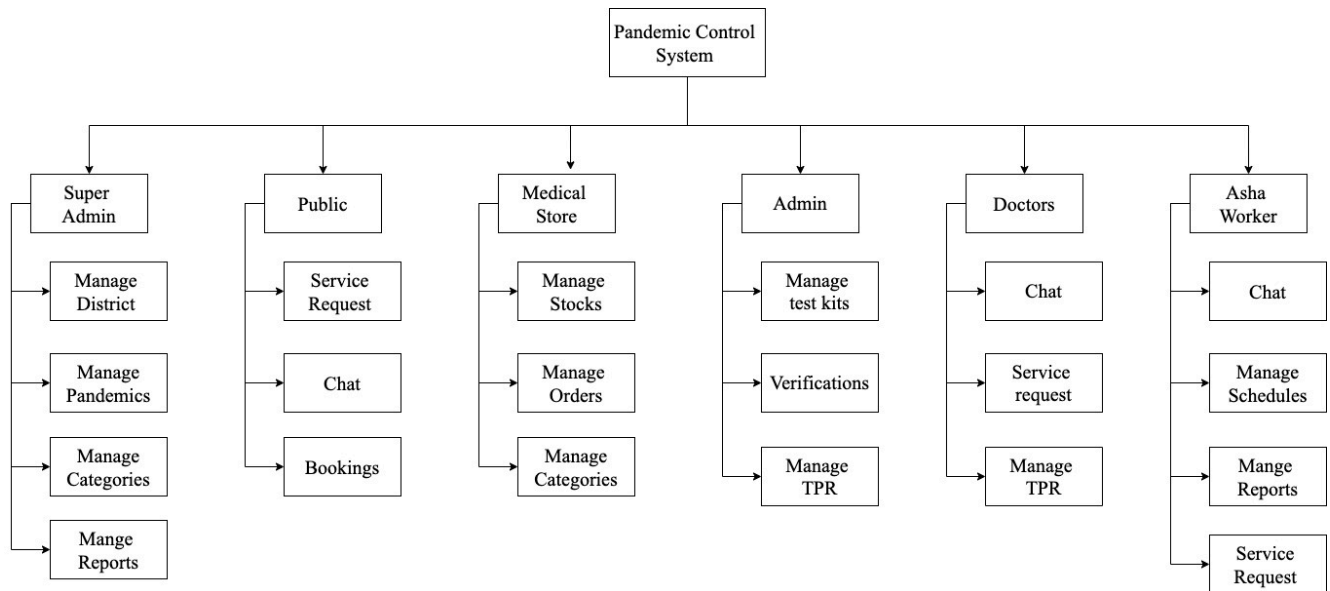 Pandemic Control
System
Super
Admin
Manage
District
Manage
Pandemics
Manage
Categories
Mange
Reports
Public
Service
Request
Chat
Bookings
Medical
Store
Manage
Stocks
Manage
Orders
Manage
Categories
Admin
Manage
test kits
Verifications
Manage
TPR
Doctors
Chat
Service
request
Manage
TPR
Asha
Worker
Chat
Manage
Schedules
Mange
Reports
Service
Request